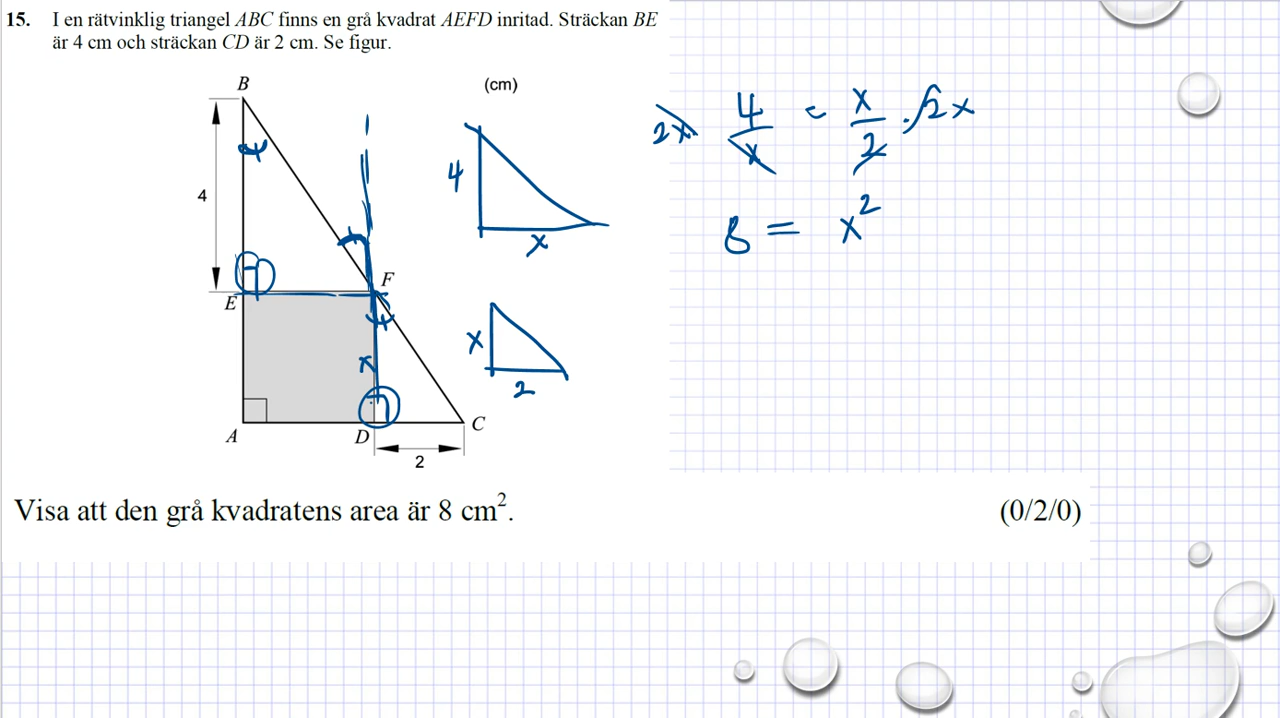 15. I en rätvinklig triangel ABC finns en grå kvadrat AEFD inritad. Sträckan BE
är 4 cm och sträckan CD är 2 cm. Se figur.
B
(cm)
4
E
F
x
A
D
C
2
4
x
x
2
2x 4/x = x/2 · 2x
8 = x²
Visa att den grå kvadratens area är 8 cm².
(0/2/0)